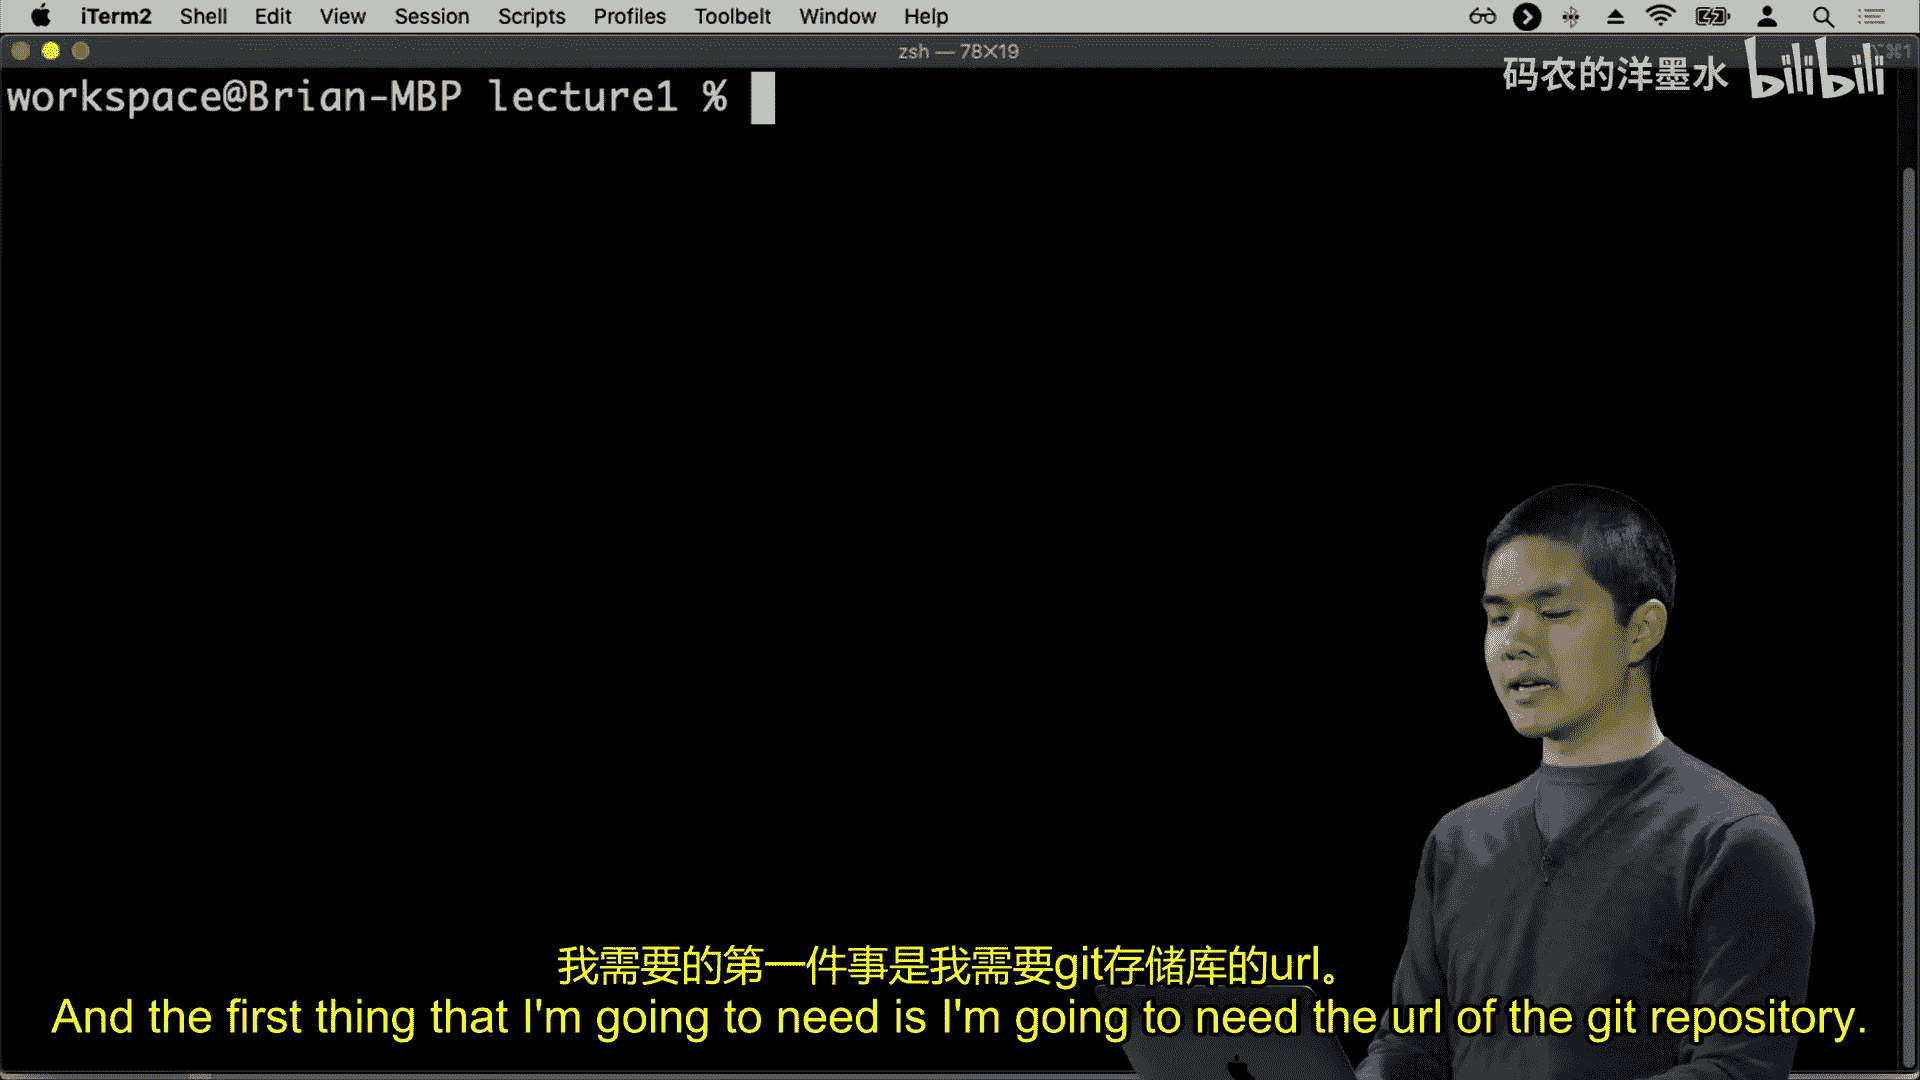 iTerm2 Shell Edit View Session Scripts Profiles Toolbelt Window Help
zsh — 78×19 ⌥⌘1
码农的洋墨水 bilibili
workspace@Brian-MBP lecture1 %
我需要的第一件事是我需要git存储库的url。
And the first thing that I'm going to need is I'm going to need the url of the git repository.